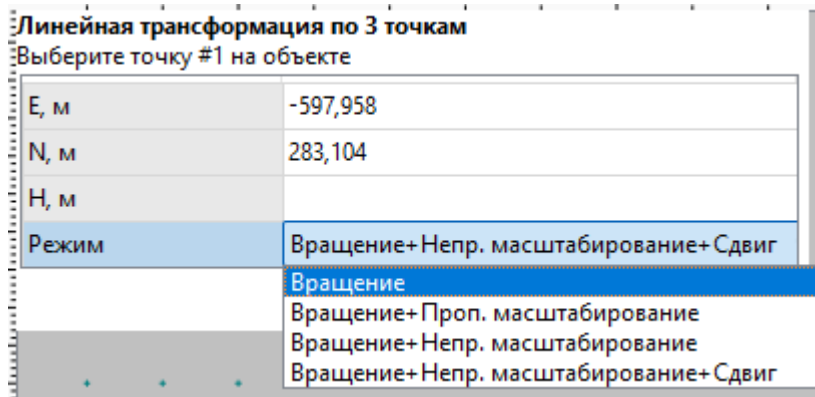 Линейная трансформация по 3 точкам
Выберите точку #1 на объекте
E, м -597,958
N, м 283,104
H, м
Режим Вращение+Непр. масштабирование+Сдвиг
Вращение
Вращение+Проп. масштабирование
Вращение+Непр. масштабирование
Вращение+Непр. масштабирование+Сдвиг